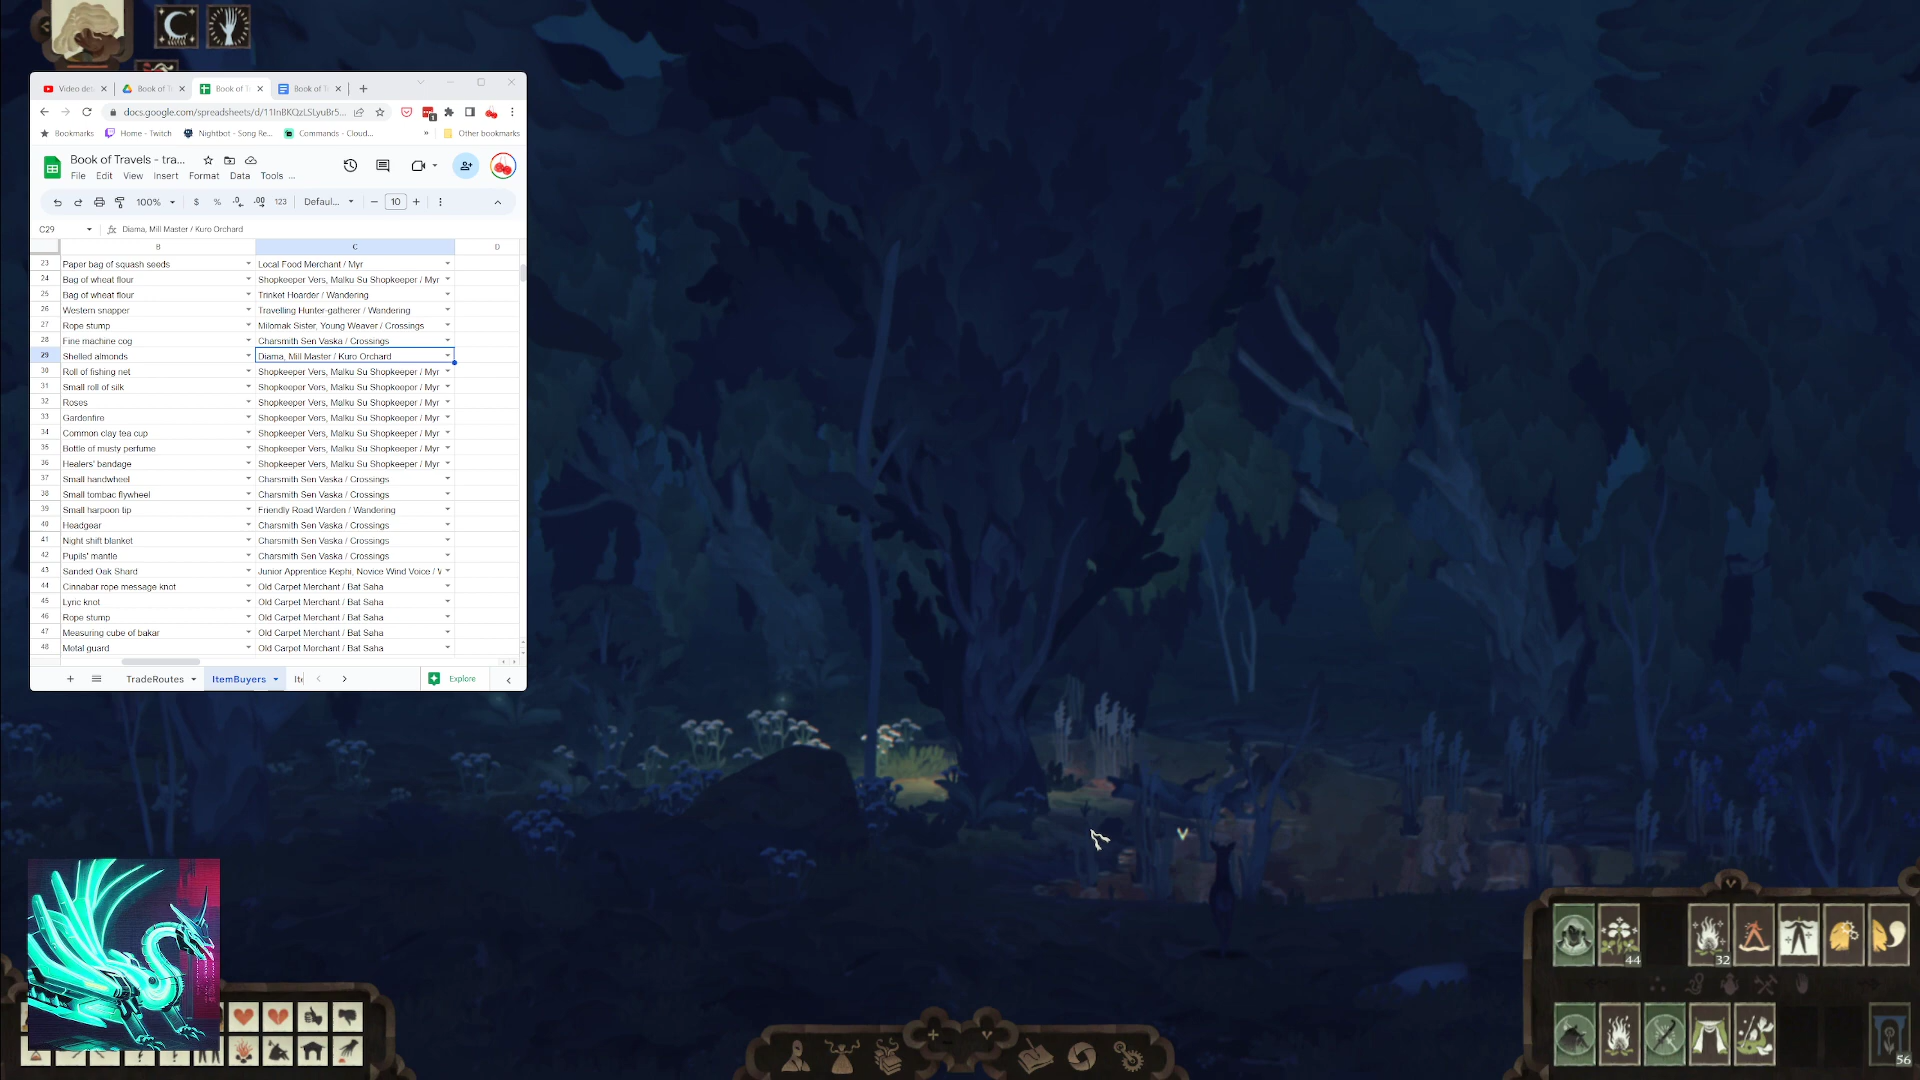 Video det
Book of T
Book of T
Book of T
docs.google.com/spreadsheets/d/11InBKQzLSLyuBr5...
Bookmarks
Home - Twitch
Nightbot - Song Re...
Commands - Cloud...
»
Other bookmarks
Book of Travels - tra...
File Edit View Insert Format Data Tools ...
100% $ % .0 .00 123 Defaul... − 10 +
C29 fx Diama, Mill Master / Kuro Orchard
B C D
23 Paper bag of squash seeds Local Food Merchant / Myr
24 Bag of wheat flour Shopkeeper Vers, Malku Su Shopkeeper / Myr
25 Bag of wheat flour Trinket Hoarder / Wandering
26 Western snapper Travelling Hunter-gatherer / Wandering
27 Rope stump Milomak Sister, Young Weaver / Crossings
28 Fine machine cog Charsmith Sen Vaska / Crossings
29 Shelled almonds Diama, Mill Master / Kuro Orchard
30 Roll of fishing net Shopkeeper Vers, Malku Su Shopkeeper / Myr
31 Small roll of silk Shopkeeper Vers, Malku Su Shopkeeper / Myr
32 Roses Shopkeeper Vers, Malku Su Shopkeeper / Myr
33 Gardenfire Shopkeeper Vers, Malku Su Shopkeeper / Myr
34 Common clay tea cup Shopkeeper Vers, Malku Su Shopkeeper / Myr
35 Bottle of musty perfume Shopkeeper Vers, Malku Su Shopkeeper / Myr
36 Healers' bandage Shopkeeper Vers, Malku Su Shopkeeper / Myr
37 Small handwheel Charsmith Sen Vaska / Crossings
38 Small tombac flywheel Charsmith Sen Vaska / Crossings
39 Small harpoon tip Friendly Road Warden / Wandering
40 Headgear Charsmith Sen Vaska / Crossings
41 Night shift blanket Charsmith Sen Vaska / Crossings
42 Pupils' mantle Charsmith Sen Vaska / Crossings
43 Sanded Oak Shard Junior Apprentice Kephi, Novice Wind Voice /
44 Cinnabar rope message knot Old Carpet Merchant / Bat Saha
45 Lyric knot Old Carpet Merchant / Bat Saha
46 Rope stump Old Carpet Merchant / Bat Saha
47 Measuring cube of bakar Old Carpet Merchant / Bat Saha
48 Metal guard Old Carpet Merchant / Bat Saha
+ TradeRoutes ItemBuyers Explore
44
32
56